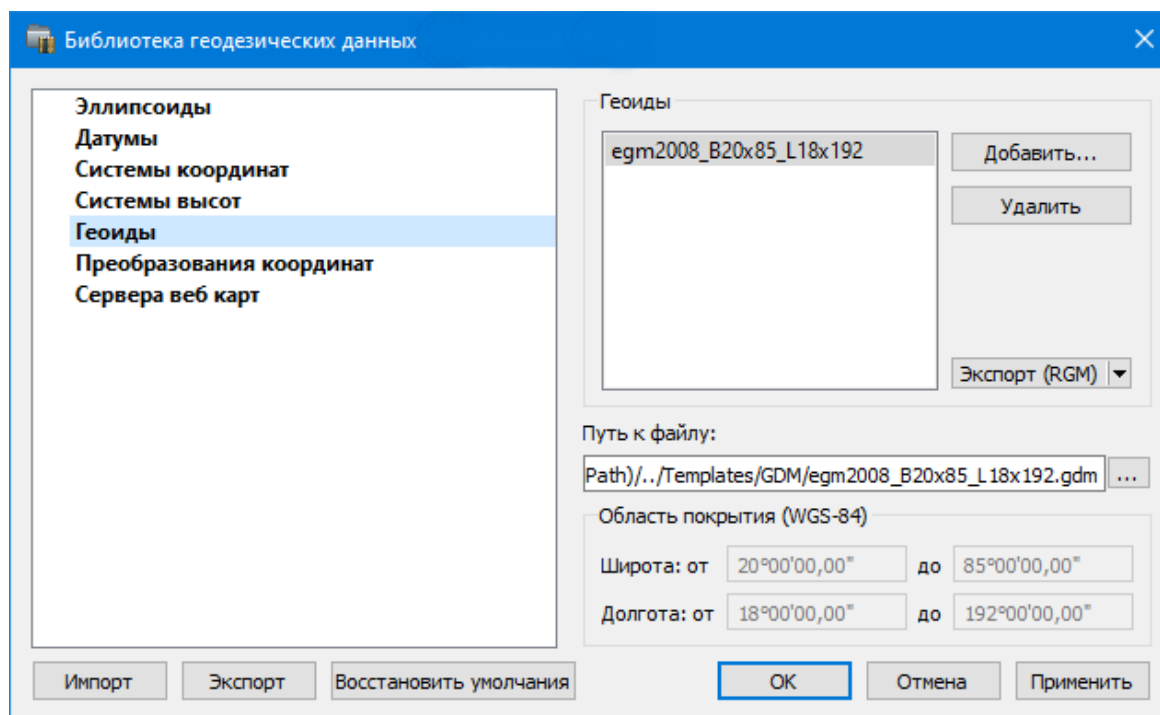 Библиотека геодезических данных
Эллипсоиды
Датумы
Системы координат
Системы высот
Геоиды
Преобразования координат
Сервера веб карт
Геоиды
egm2008_B20x85_L18x192
Добавить...
Удалить
Экспорт (RGM)
Путь к файлу:
Path)/../Templates/GDM/egm2008_B20x85_L18x192.gdm ...
Область покрытия (WGS-84)
Широта: от 20°00'00,00" до 85°00'00,00"
Долгота: от 18°00'00,00" до 192°00'00,00"
Импорт Экспорт Восстановить умолчания OK Отмена Применить